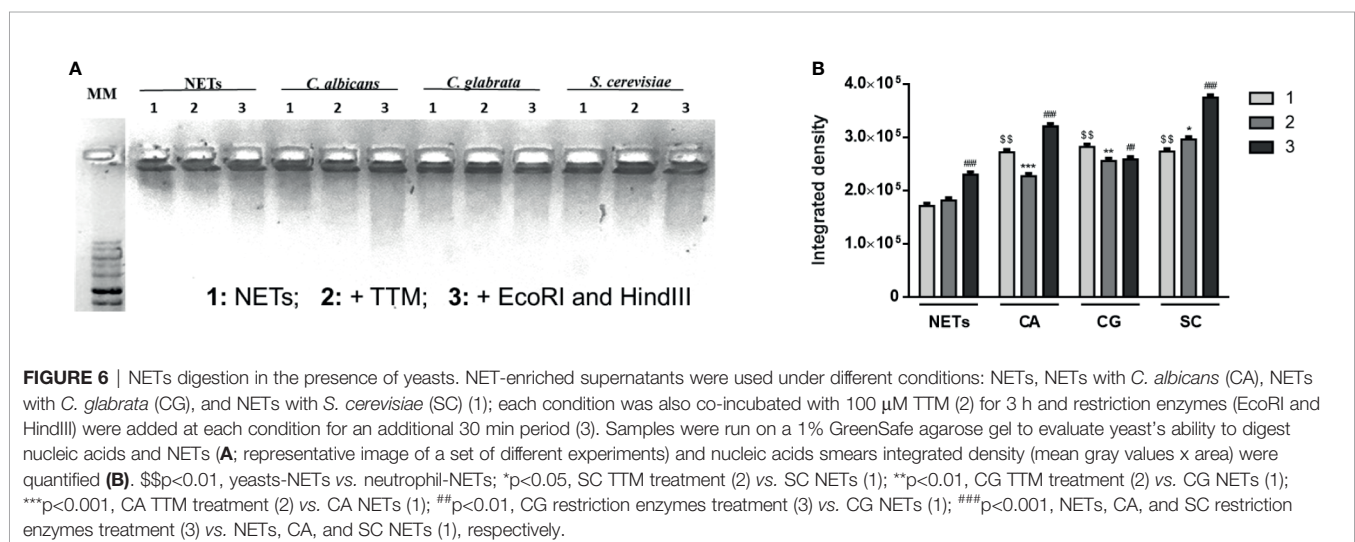 A
MM
NETs C. albicans C. glabrata S. cerevisiae
1 2 3 1 2 3 1 2 3 1 2 3
1: NETs; 2: + TTM; 3: + EcoRI and HindIII
B
Integrated density
4.0×10⁵
3.0×10⁵
2.0×10⁵
1.0×10⁵
0
###
$$
***
###
$$
**
##
$$
*
###
NETs CA CG SC
1
2
3
FIGURE 6 | NETs digestion in the presence of yeasts. NET-enriched supernatants were used under different conditions: NETs, NETs with C. albicans (CA), NETs
with C. glabrata (CG), and NETs with S. cerevisiae (SC) (1); each condition was also co-incubated with 100 μM TTM (2) for 3 h and restriction enzymes (EcoRI and
HindIII) were added at each condition for an additional 30 min period (3). Samples were run on a 1% GreenSafe agarose gel to evaluate yeast's ability to digest
nucleic acids and NETs (A; representative image of a set of different experiments) and nucleic acids smears integrated density (mean gray values x area) were
quantified (B). $$p<0.01, yeasts-NETs vs. neutrophil-NETs; *p<0.05, SC TTM treatment (2) vs. SC NETs (1); **p<0.01, CG TTM treatment (2) vs. CG NETs (1);
***p<0.001, CA TTM treatment (2) vs. CA NETs (1); ##p<0.01, CG restriction enzymes treatment (3) vs. CG NETs (1); ###p<0.001, NETs, CA, and SC restriction
enzymes treatment (3) vs. NETs, CA, and SC NETs (1), respectively.